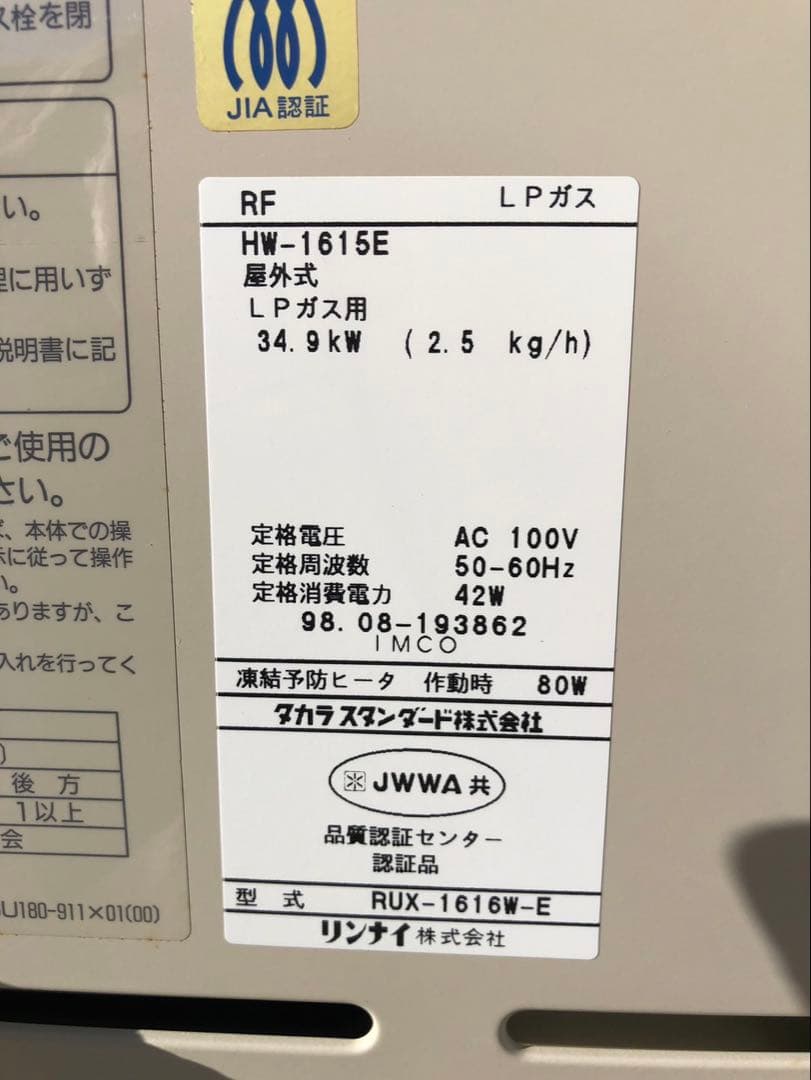 栓を閉
い。
に用いず
説明書に記
ご使用の
さい。
、本体での操
示に従って操作
い。
ありますが、こ
入れを行ってく
後 方
1以上
会
U180-911×01(00)
JIA認証
RF LPガス
HW-1615E
屋外式
LPガス用
34.9kW (2.5 kg/h)
定格電圧 AC 100V
定格周波数 50-60Hz
定格消費電力 42W
98.08-193862
IMCO
凍結予防ヒータ 作動時 80W
タカラスタンダード株式会社
JWWA 共
品質認証センター
認証品
型 式 RUX-1616W-E
リンナイ株式会社